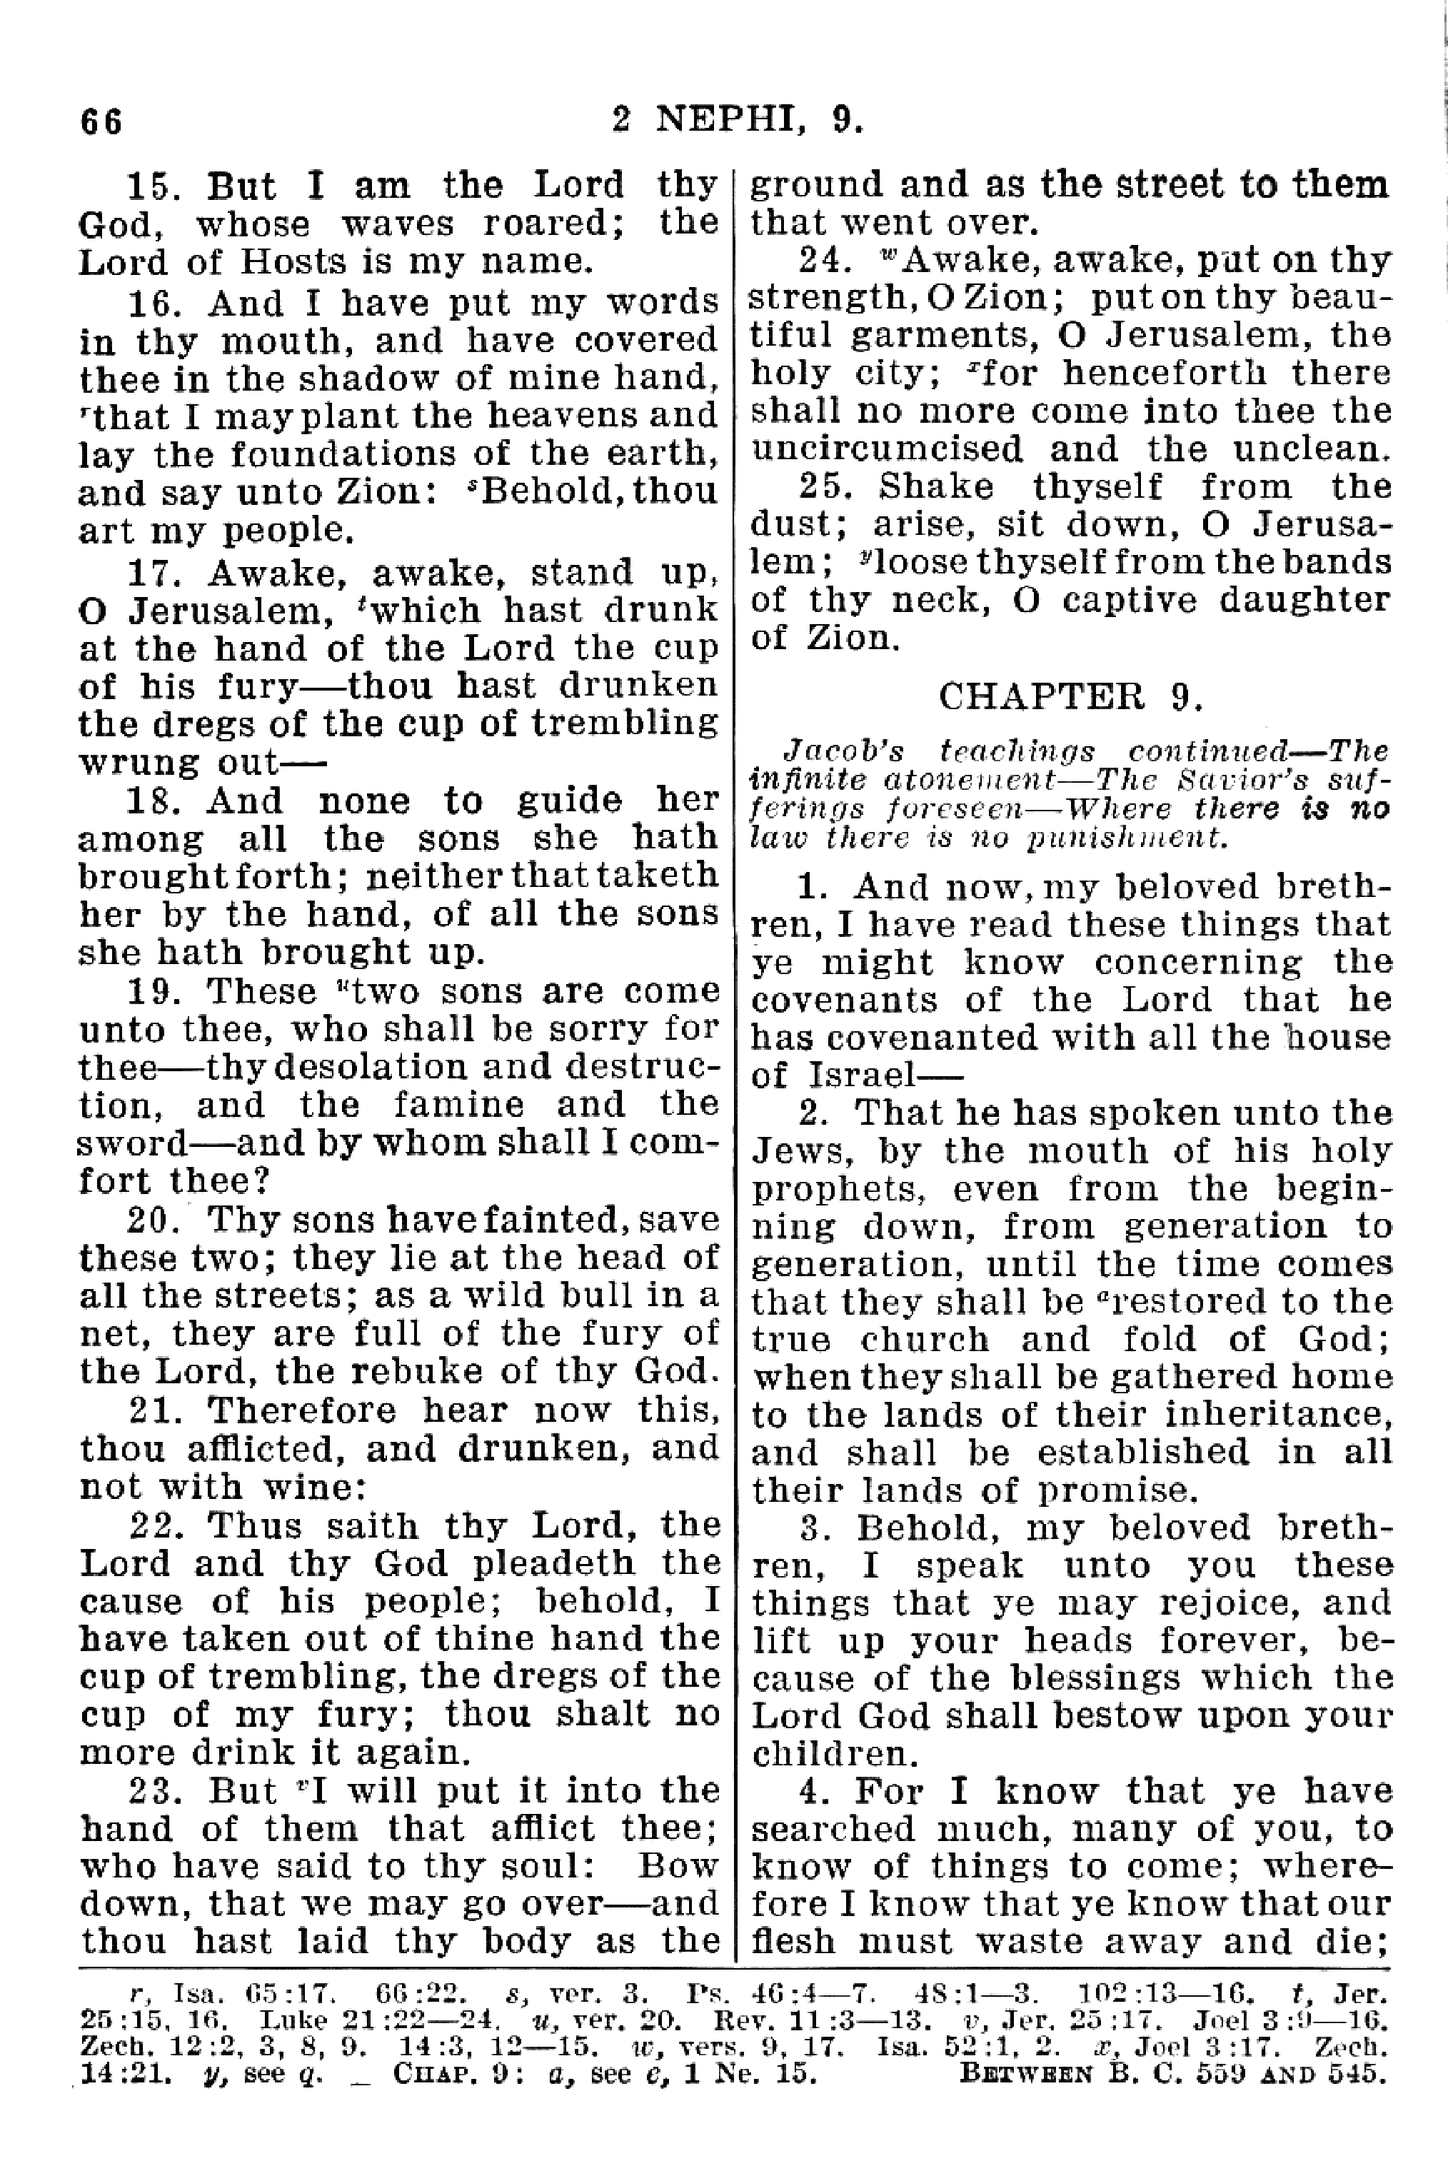 66
2 NEPHI, 9.
15. But I am the Lord thy
God, whose waves roared; the
Lord of Hosts is my name.
16. And I have put my words
in thy mouth, and have covered
thee in the shadow of mine hand,
rthat I may plant the heavens and
lay the foundations of the earth,
and say unto Zion: sBehold, thou
art my people.
17. Awake, awake, stand up,
O Jerusalem, twhich hast drunk
at the hand of the Lord the cup
of his fury—thou hast drunken
the dregs of the cup of trembling
wrung out—
18. And none to guide her
among all the sons she hath
brought forth; neither that taketh
her by the hand, of all the sons
she hath brought up.
19. These utwo sons are come
unto thee, who shall be sorry for
thee—thy desolation and destruc-
tion, and the famine and the
sword—and by whom shall I com-
fort thee?
20. Thy sons have fainted, save
these two; they lie at the head of
all the streets; as a wild bull in a
net, they are full of the fury of
the Lord, the rebuke of thy God.
21. Therefore hear now this,
thou afflicted, and drunken, and
not with wine:
22. Thus saith thy Lord, the
Lord and thy God pleadeth the
cause of his people; behold, I
have taken out of thine hand the
cup of trembling, the dregs of the
cup of my fury; thou shalt no
more drink it again.
23. But vI will put it into the
hand of them that afflict thee;
who have said to thy soul: Bow
down, that we may go over—and
thou hast laid thy body as the
ground and as the street to them
that went over.
24. wAwake, awake, put on thy
strength, O Zion; put on thy beau-
tiful garments, O Jerusalem, the
holy city; xfor henceforth there
shall no more come into thee the
uncircumcised and the unclean.
25. Shake thyself from the
dust; arise, sit down, O Jerusa-
lem; yloose thyself from the bands
of thy neck, O captive daughter
of Zion.
CHAPTER 9.
Jacob's teachings continued—The
infinite atonement—The Savior's suf-
ferings foreseen—Where there is no
law there is no punishment.
1. And now, my beloved breth-
ren, I have read these things that
ye might know concerning the
covenants of the Lord that he
has covenanted with all the house
of Israel—
2. That he has spoken unto the
Jews, by the mouth of his holy
prophets, even from the begin-
ning down, from generation to
generation, until the time comes
that they shall be arestored to the
true church and fold of God;
when they shall be gathered home
to the lands of their inheritance,
and shall be established in all
their lands of promise.
3. Behold, my beloved breth-
ren, I speak unto you these
things that ye may rejoice, and
lift up your heads forever, be-
cause of the blessings which the
Lord God shall bestow upon your
children.
4. For I know that ye have
searched much, many of you, to
know of things to come; where-
fore I know that ye know that our
flesh must waste away and die;
r, Isa. 65:17. 66:22. s, ver. 3. Ps. 46:4—7. 48:1—3. 102:13—16. t, Jer.
25:15, 16. Luke 21:22—24. u, ver. 20. Rev. 11:3—13. v, Jer. 25:17. Joel 3:9—16.
Zech. 12:2, 3, 8, 9. 14:3, 12—15. w, vers. 9, 17. Isa. 52:1, 2. x, Joel 3:17. Zech.
14:21. y, see q. _ CHAP. 9: a, see e, 1 Ne. 15. BETWEEN B. C. 559 AND 545.